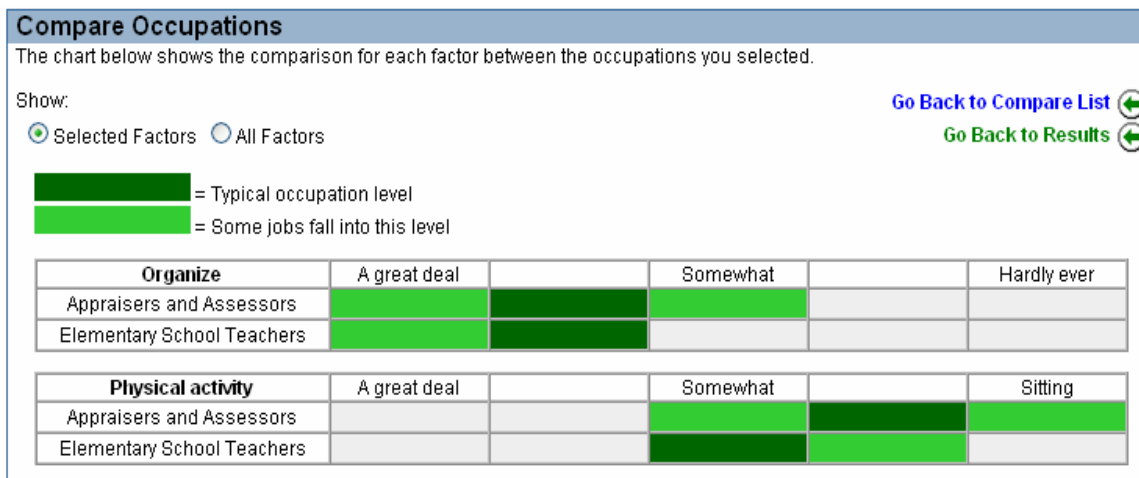 Compare Occupations
The chart below shows the comparison for each factor between the occupations you selected.
Show:
Go Back to Compare List
Selected Factors All Factors
Go Back to Results
= Typical occupation level
= Some jobs fall into this level
Organize A great deal Somewhat Hardly ever
Appraisers and Assessors
Elementary School Teachers
Physical activity A great deal Somewhat Sitting
Appraisers and Assessors
Elementary School Teachers